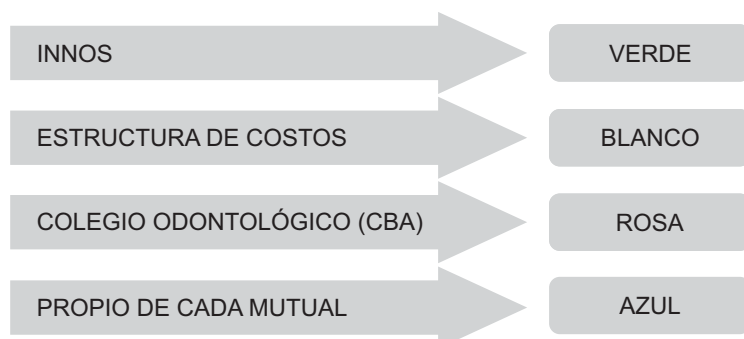 INNOS
VERDE
ESTRUCTURA DE COSTOS
BLANCO
COLEGIO ODONTOLÓGICO (CBA)
ROSA
PROPIO DE CADA MUTUAL
AZUL